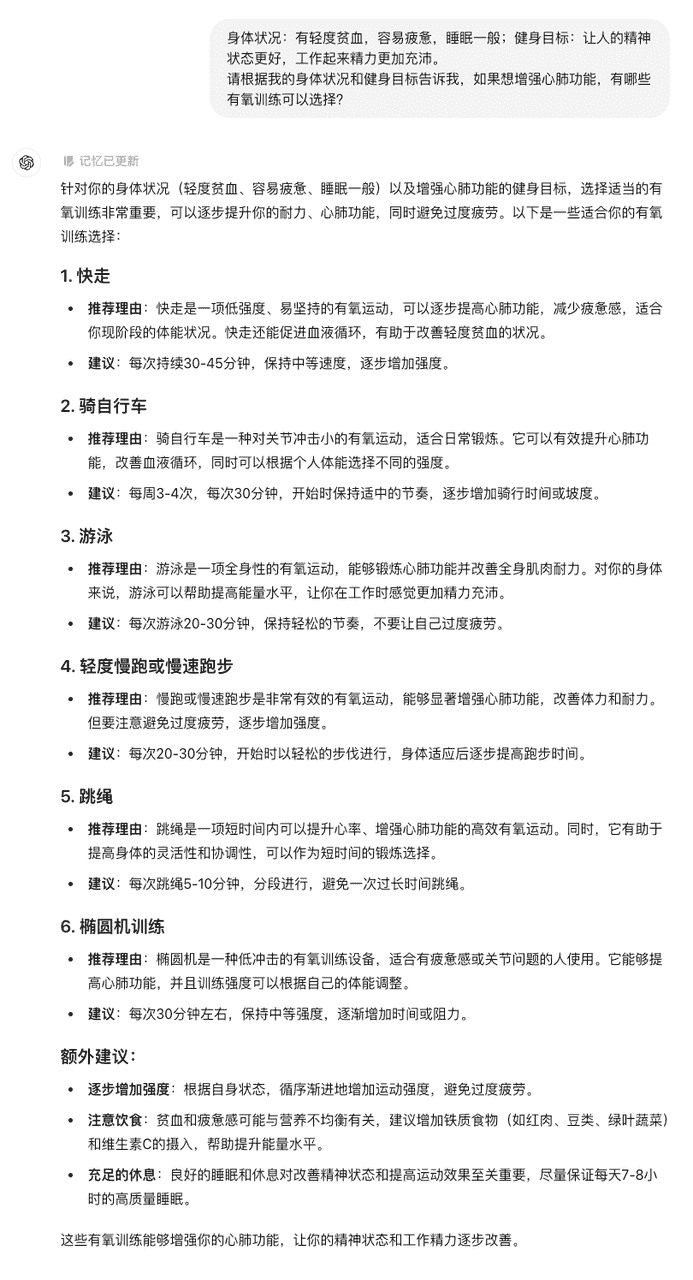 身体状况：有轻度贫血，容易疲惫，睡眠一般；健身目标：让人的精神
状态更好，工作起来精力更加充沛。
请根据我的身体状况和健身目标告诉我，如果想增强心肺功能，有哪些
有氧训练可以选择？
记忆已更新
针对你的身体状况（轻度贫血、容易疲惫、睡眠一般）以及增强心肺功能的健身目标，选择适当的有
氧训练非常重要，可以逐步提升你的耐力、心肺功能，同时避免过度疲劳。以下是一些适合你的有氧
训练选择：
1. 快走
• 推荐理由：快走是一项低强度、易坚持的有氧运动，可以逐步提高心肺功能，减少疲惫感，适合
你现阶段的体能状况。快走还能促进血液循环，有助于改善轻度贫血的状况。
• 建议：每次持续30-45分钟，保持中等速度，逐步增加强度。
2. 骑自行车
• 推荐理由：骑自行车是一种对关节冲击小的有氧运动，适合日常锻炼。它可以有效提升心肺功
能，改善血液循环，同时可以根据个人体能选择不同的强度。
• 建议：每周3-4次，每次30分钟，开始时保持适中的节奏，逐步增加骑行时间或坡度。
3. 游泳
• 推荐理由：游泳是一项全身性的有氧运动，能够锻炼心肺功能并改善全身肌肉耐力。对你的身体
来说，游泳可以帮助提高能量水平，让你在工作时感觉更加精力充沛。
• 建议：每次游泳20-30分钟，保持轻松的节奏，不要让自己过度疲劳。
4. 轻度慢跑或慢速跑步
• 推荐理由：慢跑或慢速跑步是非常有效的有氧运动，能够显著增强心肺功能，改善体力和耐力。
但要注意避免过度疲劳，逐步增加强度。
• 建议：每次20-30分钟，开始时以轻松的步伐进行，身体适应后逐步提高跑步时间。
5. 跳绳
• 推荐理由：跳绳是一项短时间内可以提升心率、增强心肺功能的高效有氧运动。同时，它有助于
提高身体的灵活性和协调性，可以作为短时间的锻炼选择。
• 建议：每次跳绳5-10分钟，分段进行，避免一次过长时间跳绳。
6. 椭圆机训练
• 推荐理由：椭圆机是一种低冲击的有氧训练设备，适合有疲惫感或关节问题的人使用。它能够提
高心肺功能，并且训练强度可以根据自己的体能调整。
• 建议：每次30分钟左右，保持中等强度，逐渐增加时间或阻力。
额外建议：
• 逐步增加强度：根据自身状态，循序渐进地增加运动强度，避免过度疲劳。
• 注意饮食：贫血和疲惫感可能与营养不均衡有关，建议增加铁质食物（如红肉、豆类、绿叶蔬菜）
和维生素C的摄入，帮助提升能量水平。
• 充足的休息：良好的睡眠和休息对改善精神状态和提高运动效果至关重要，尽量保证每天7-8小
时的高质量睡眠。
这些有氧训练能够增强你的心肺功能，让你的精神状态和工作精力逐步改善。